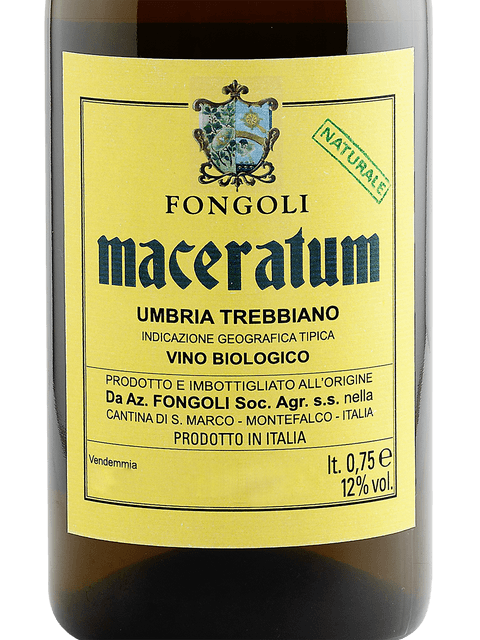 NATURALE
FONGOLI
maceratum
UMBRIA TREBBIANO
INDICAZIONE GEOGRAFICA TIPICA
VINO BIOLOGICO
PRODOTTO E IMBOTTIGLIATO ALL'ORIGINE
Da Az. FONGOLI Soc. Agr. s.s. nella
CANTINA DI S. MARCO - MONTEFALCO - ITALIA
PRODOTTO IN ITALIA
Vendemmia
lt. 0,75 e
12% vol.